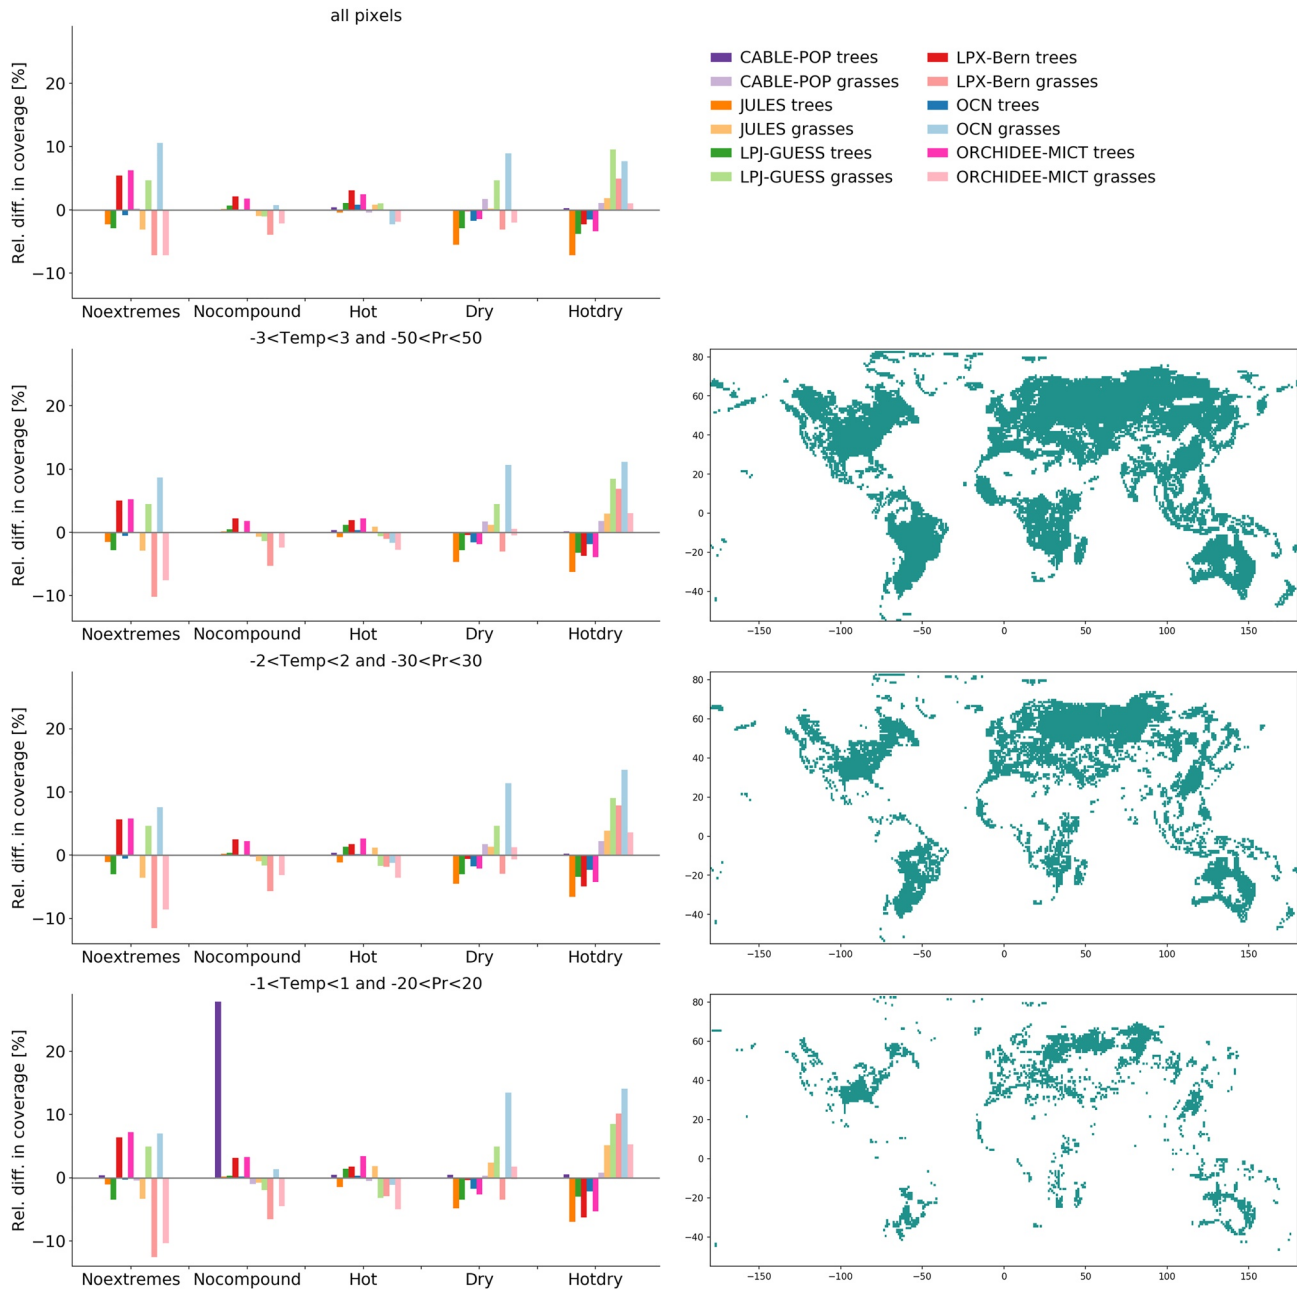 all pixels
Rel. diff. in coverage [%]
20
10
0
−10
Noextremes Nocompound Hot Dry Hotdry
CABLE-POP trees
CABLE-POP grasses
JULES trees
JULES grasses
LPJ-GUESS trees
LPJ-GUESS grasses
LPX-Bern trees
LPX-Bern grasses
OCN trees
OCN grasses
ORCHIDEE-MICT trees
ORCHIDEE-MICT grasses
-3<Temp<3 and -50<Pr<50
Rel. diff. in coverage [%]
20
10
0
−10
Noextremes Nocompound Hot Dry Hotdry
80
60
40
20
0
−20
−40
−150 −100 −50 0 50 100 150
-2<Temp<2 and -30<Pr<30
Rel. diff. in coverage [%]
20
10
0
−10
Noextremes Nocompound Hot Dry Hotdry
80
60
40
20
0
−20
−40
−150 −100 −50 0 50 100 150
-1<Temp<1 and -20<Pr<20
Rel. diff. in coverage [%]
20
10
0
−10
Noextremes Nocompound Hot Dry Hotdry
80
60
40
20
0
−20
−40
−150 −100 −50 0 50 100 150